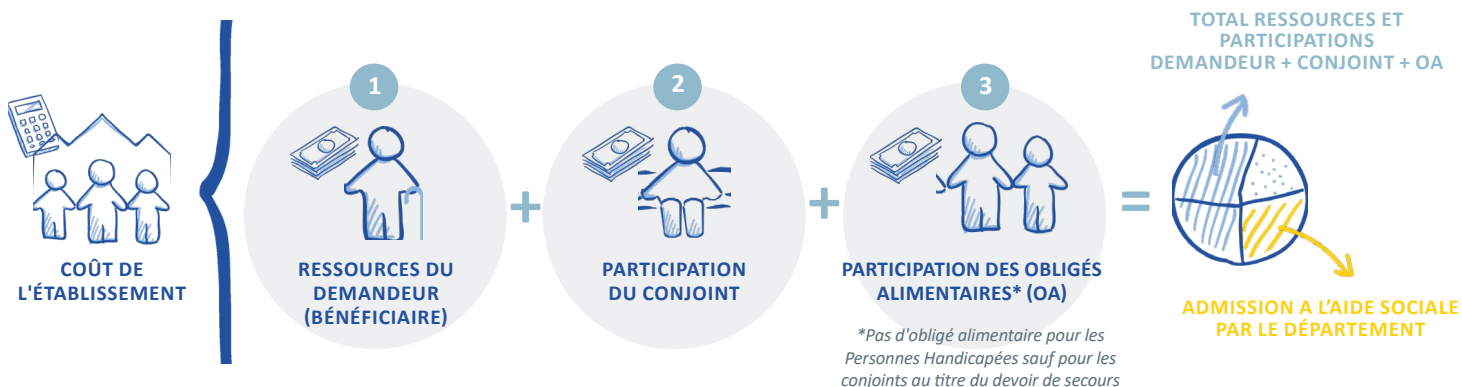 COÛT DE
L'ÉTABLISSEMENT
1
RESSOURCES DU
DEMANDEUR
(BÉNÉFICIAIRE)
+
2
PARTICIPATION
DU CONJOINT
+
3
PARTICIPATION DES OBLIGÉS
ALIMENTAIRES* (OA)
*Pas d'obligé alimentaire pour les
Personnes Handicapées sauf pour les
conjoints au titre du devoir de secours
=
TOTAL RESSOURCES ET
PARTICIPATIONS
DEMANDEUR + CONJOINT + OA
ADMISSION A L’AIDE SOCIALE
PAR LE DÉPARTEMENT